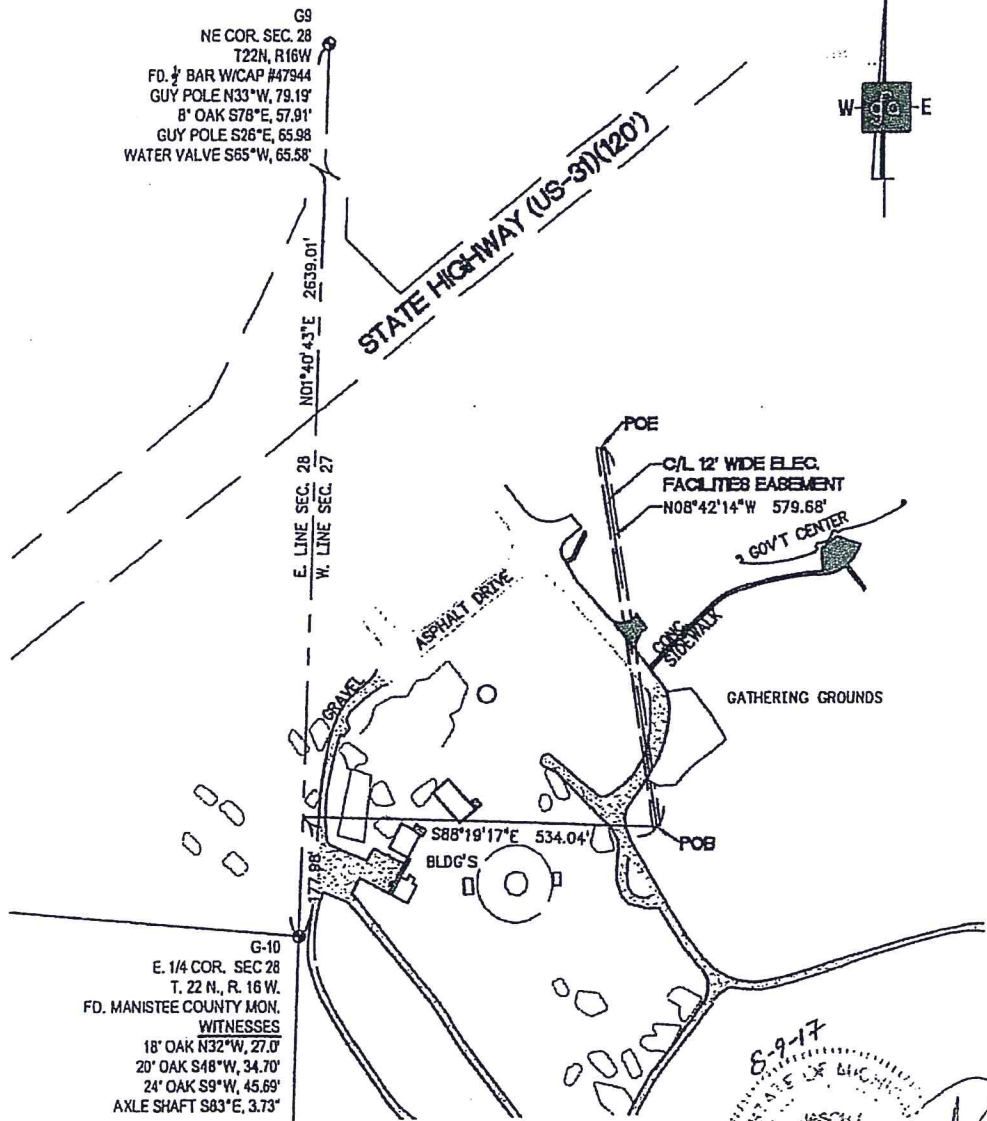 G9
NE COR. SEC. 28
T22N, R16W
FD. ½" BAR W/CAP #47944
GUY POLE N33°W, 79.19'
8" OAK S78°E, 57.91'
GUY POLE S26°E, 65.98
WATER VALVE S65°W, 65.58'
W
gfa
E
STATE HIGHWAY (US-31)(120')
N01°40'43"E 2639.01'
E. LINE SEC. 28
W. LINE SEC. 27
POE
C/L 12' WIDE ELEC.
FACILITIES EASEMENT
N08°42'14"W 579.68'
GOV'T CENTER
ASPHALT DRIVE
CONC.
SIDEWALK
GRAVEL
GATHERING GROUNDS
S88°19'17"E 534.04'
BLDG'S
POB
177.98'
G-10
E. 1/4 COR. SEC 28
T. 22 N., R. 16 W.
FD. MANISTEE COUNTY MON.
WITNESSES
18" OAK N32°W, 27.0'
20" OAK S48°W, 34.70'
24" OAK S9°W, 45.69'
AXLE SHAFT S83°E, 3.73"
8-9-17
STATE OF MICHIGAN